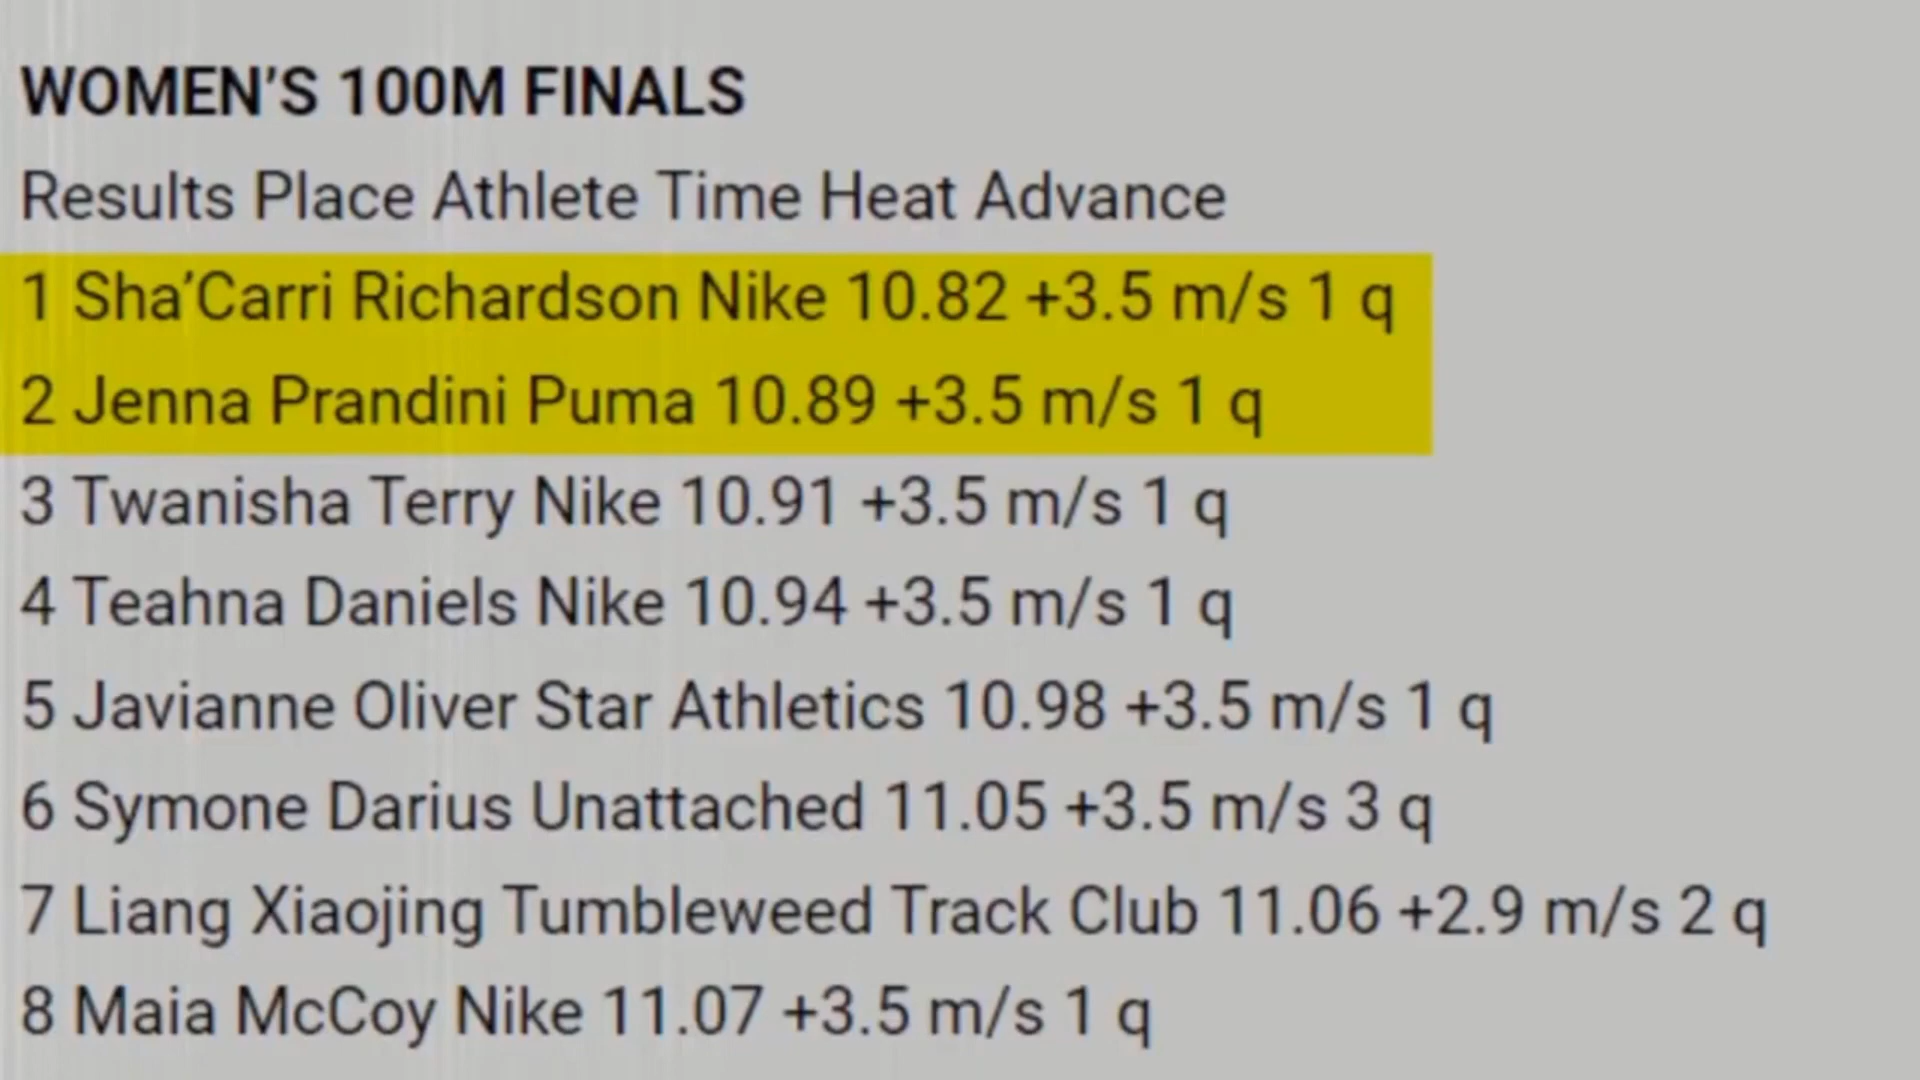 WOMEN’S 100M FINALS
Results Place Athlete Time Heat Advance
1 Sha’Carri Richardson Nike 10.82 +3.5 m/s 1 q
2 Jenna Prandini Puma 10.89 +3.5 m/s 1 q
3 Twanisha Terry Nike 10.91 +3.5 m/s 1 q
4 Teahna Daniels Nike 10.94 +3.5 m/s 1 q
5 Javianne Oliver Star Athletics 10.98 +3.5 m/s 1 q
6 Symone Darius Unattached 11.05 +3.5 m/s 3 q
7 Liang Xiaojing Tumbleweed Track Club 11.06 +2.9 m/s 2 q
8 Maia McCoy Nike 11.07 +3.5 m/s 1 q